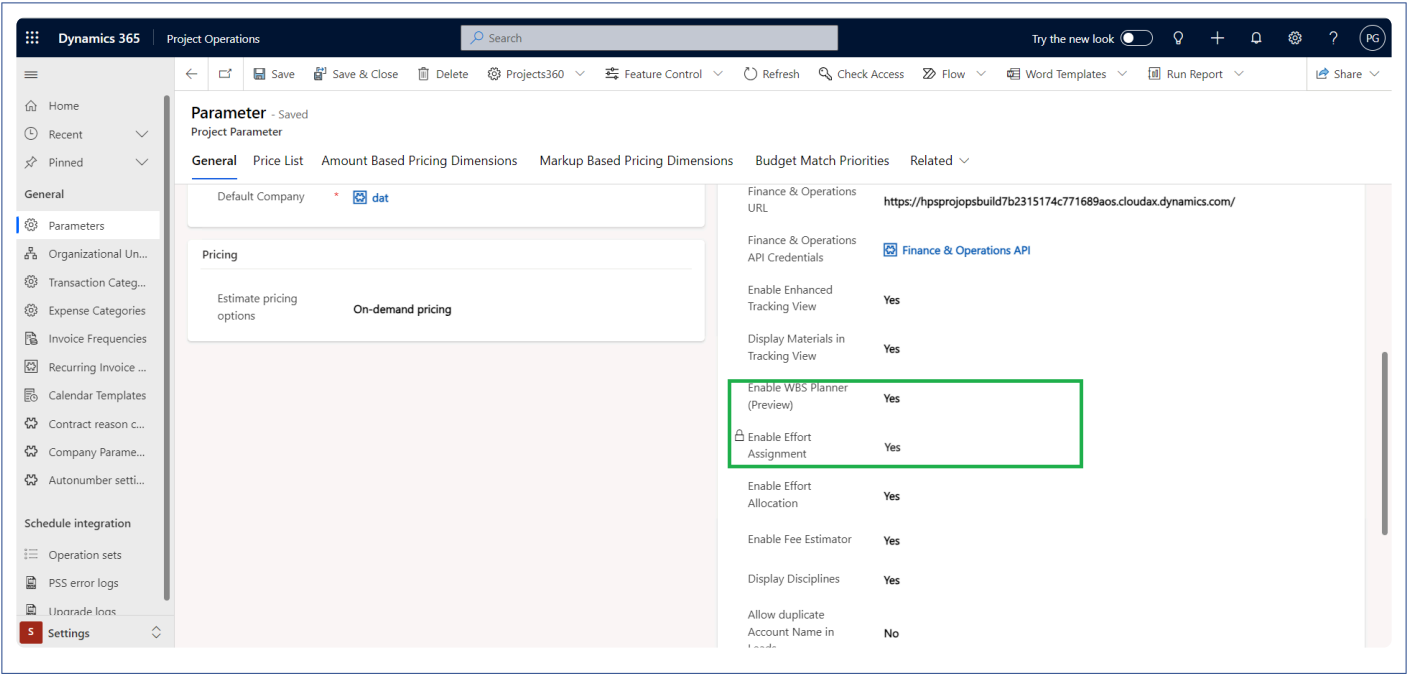 Dynamics 365
Project Operations
Search
Try the new look
PG
Save
Save & Close
Delete
Projects360
Feature Control
Refresh
Check Access
Flow
Word Templates
Run Report
Share
Home
Recent
Pinned
General
Parameters
Organizational Un...
Transaction Categ...
Expense Categories
Invoice Frequencies
Recurring Invoice ...
Calendar Templates
Contract reason c...
Company Parame...
Autonumber setti...
Schedule integration
Operation sets
PSS error logs
Upgrade logs
S
Settings
Parameter - Saved
Project Parameter
General
Price List
Amount Based Pricing Dimensions
Markup Based Pricing Dimensions
Budget Match Priorities
Related
Default Company * dat
Pricing
Estimate pricing
options
On-demand pricing
Finance & Operations
URL
https://hpsprojopsbuild7b2315174c771689aos.cloudax.dynamics.com/
Finance & Operations
API Credentials
Finance & Operations API
Enable Enhanced
Tracking View
Yes
Display Materials in
Tracking View
Yes
Enable WBS Planner
(Preview)
Yes
Enable Effort
Assignment
Yes
Enable Effort
Allocation
Yes
Enable Fee Estimator
Yes
Display Disciplines
Yes
Allow duplicate
Account Name in
Leads
No